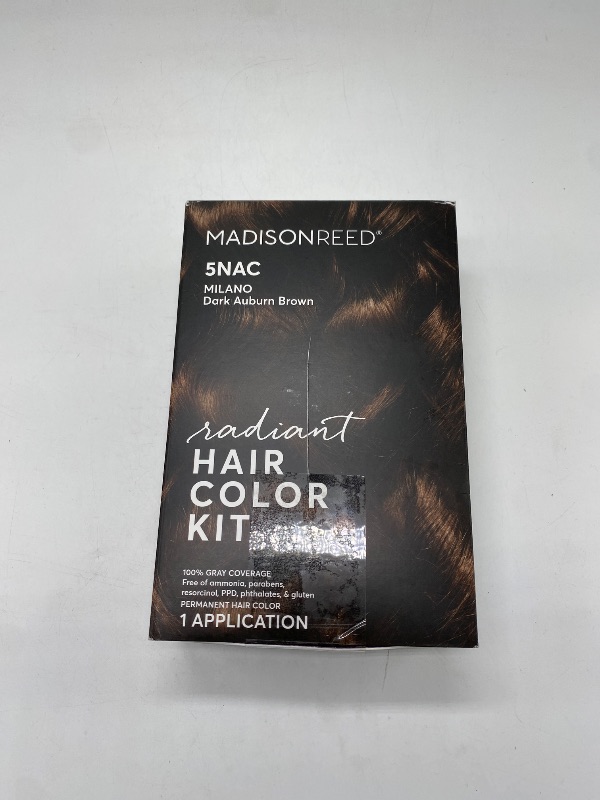 MADISONREED®
5NAC
MILANO
Dark Auburn Brown
radiant
HAIR
COLOR
KIT
100% GRAY COVERAGE
Free of ammonia, parabens,
resorcinol, PPD, phthalates, & gluten
PERMANENT HAIR COLOR
1 APPLICATION